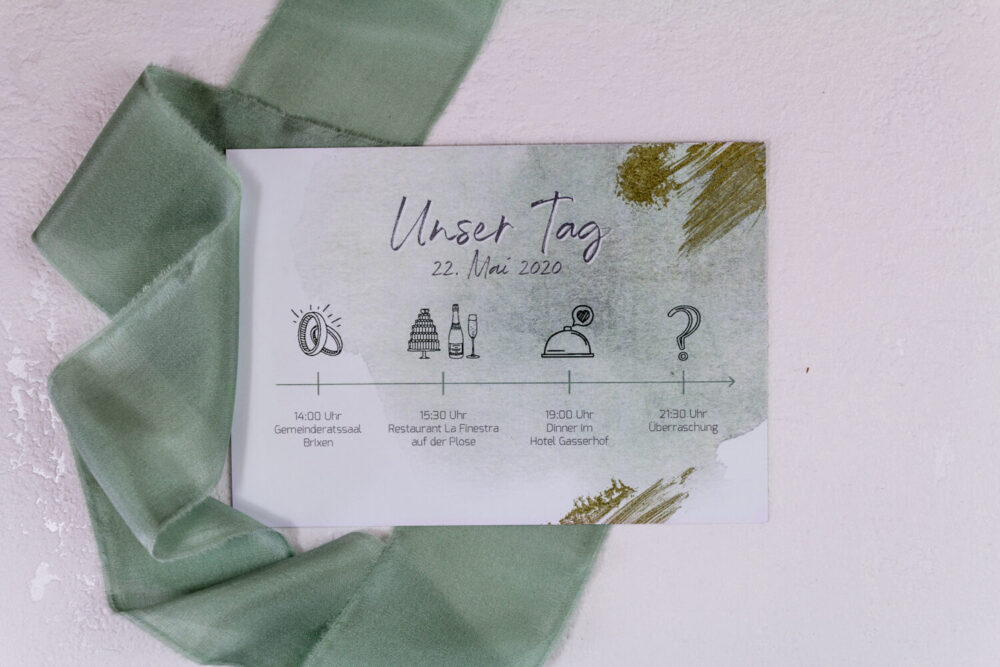 Unser Tag
22. Mai 2020
14:00 Uhr
Gemeinderatssaal
Brixen
15:30 Uhr
Restaurant La Finestra
auf der Plose
19:00 Uhr
Dinner im
Hotel Gasserhof
21:30 Uhr
Überraschung